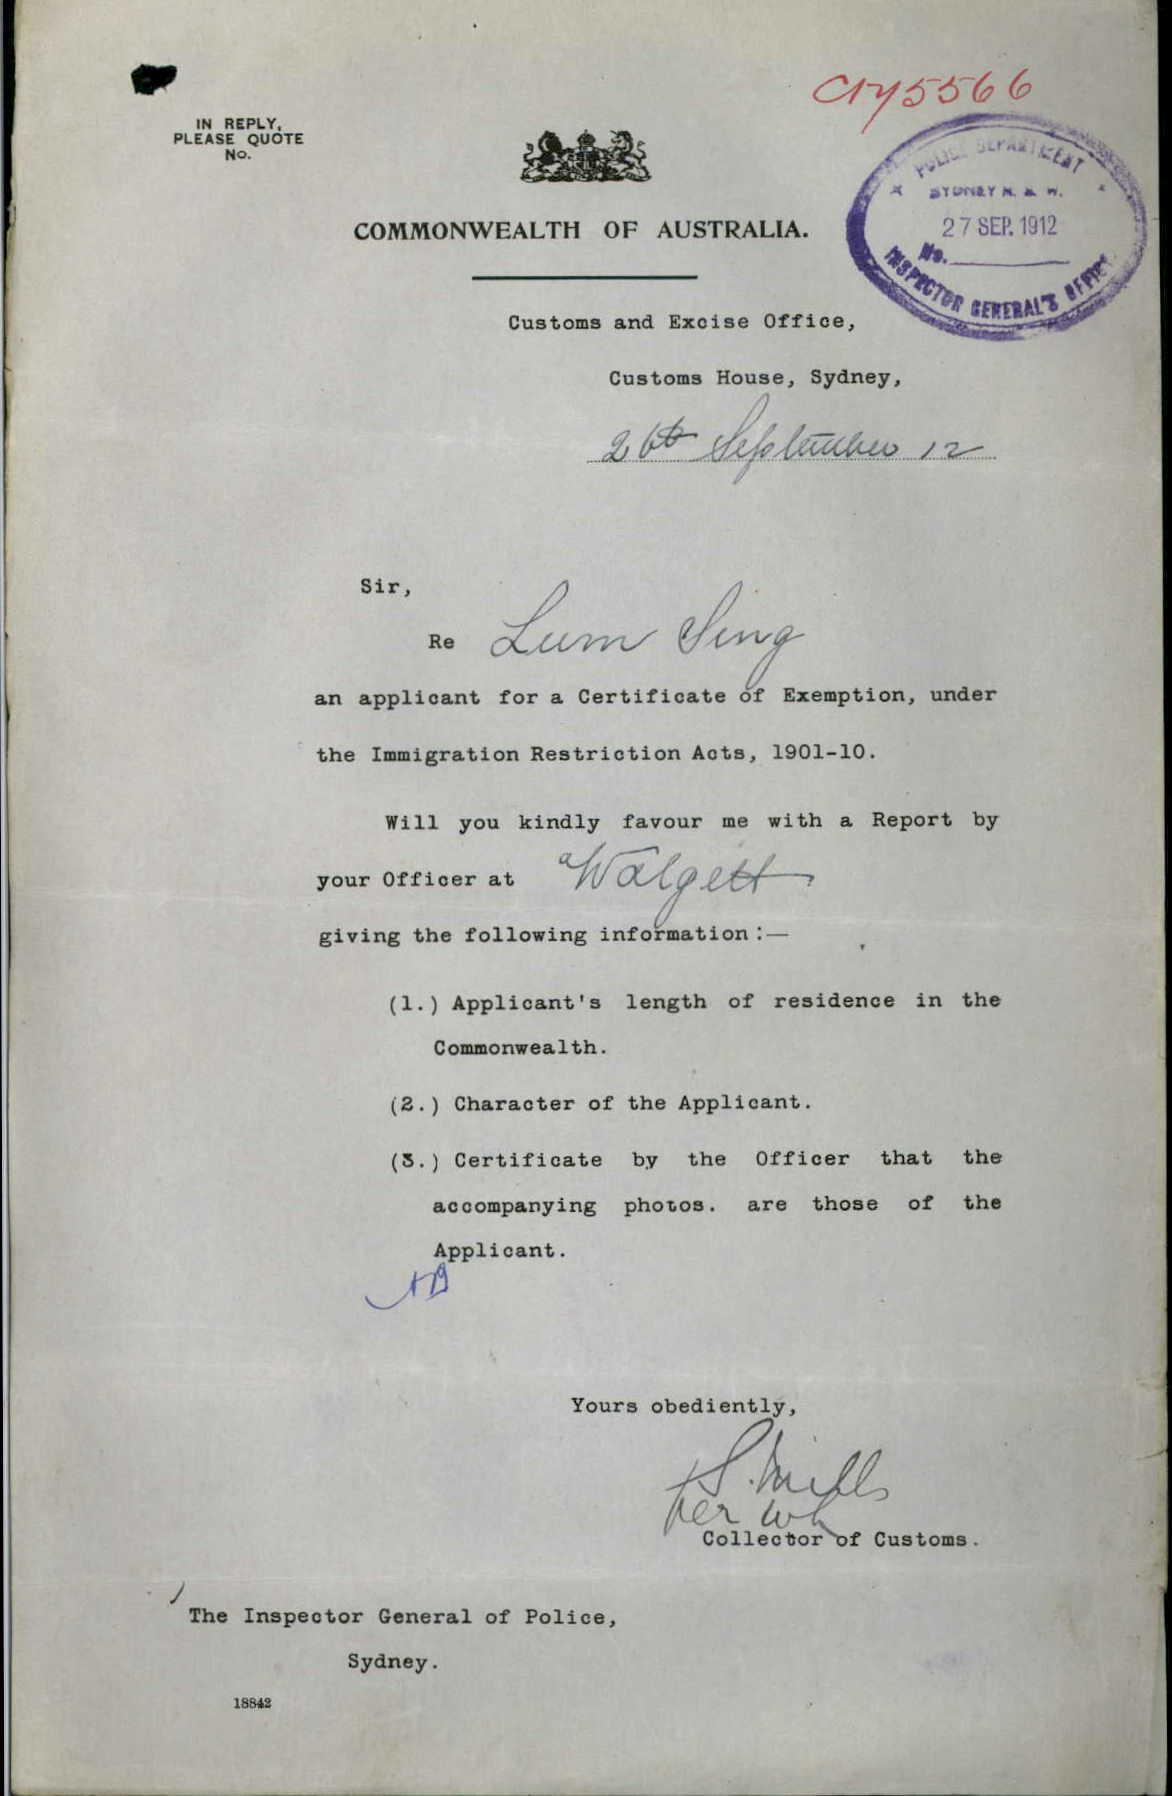 C175566
IN REPLY,
PLEASE QUOTE
No.
POLICE DEPARTMENT
SYDNEY N. S. W.
27 SEP. 1912
No.
INSPECTOR GENERAL'S OFFICE
COMMONWEALTH OF AUSTRALIA.
Customs and Excise Office,
Customs House, Sydney,
26th September 12
Sir,
Re Lum Sing
an applicant for a Certificate of Exemption, under
the Immigration Restriction Acts, 1901-10.
Will you kindly favour me with a Report by
your Officer at Walgett
giving the following information:—
(1.) Applicant's length of residence in the
Commonwealth.
(2.) Character of the Applicant.
(3.) Certificate by the Officer that the
accompanying photos. are those of the
Applicant.
Yours obediently,
S. Mills
per
Collector of Customs.
The Inspector General of Police,
Sydney.
18842